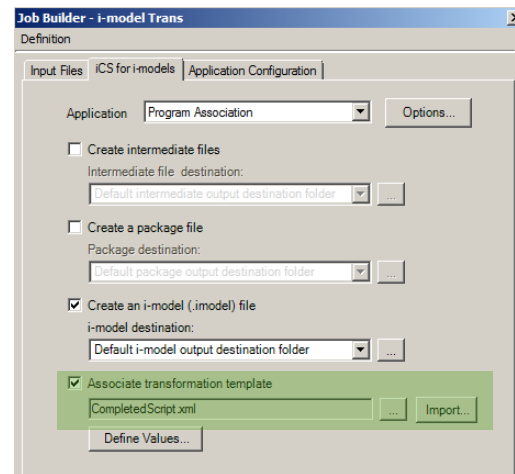 Job Builder - i-model Trans
Definition
Input Files iCS for i-models Application Configuration
Application Program Association Options...
Create intermediate files
Intermediate file destination:
Default intermediate output destination folder ...
Create a package file
Package destination:
Default package output destination folder ...
Create an i-model (.imodel) file
i-model destination:
Default i-model output destination folder ...
Associate transformation template
CompletedScript.xml ... Import...
Define Values...